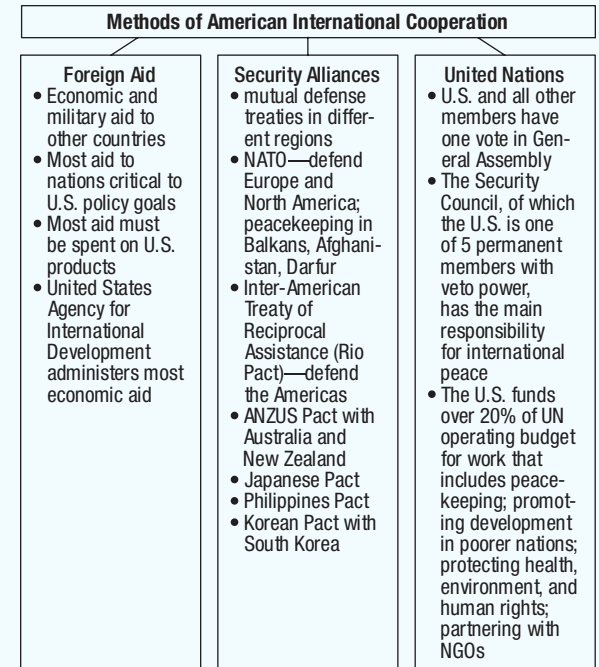 Methods of American International Cooperation
Foreign Aid
• Economic and
military aid to
other countries
• Most aid to
nations critical to
U.S. policy goals
• Most aid must
be spent on U.S.
products
• United States
Agency for
International
Development
administers most
economic aid
Security Alliances
• mutual defense
treaties in differ-
ent regions
• NATO—defend
Europe and
North America;
peacekeeping in
Balkans, Afghani-
stan, Darfur
• Inter-American
Treaty of
Reciprocal
Assistance (Rio
Pact)—defend
the Americas
• ANZUS Pact with
Australia and
New Zealand
• Japanese Pact
• Philippines Pact
• Korean Pact with
South Korea
United Nations
• U.S. and all other
members have
one vote in Gen-
eral Assembly
• The Security
Council, of which
the U.S. is one
of 5 permanent
members with
veto power,
has the main
responsibility
for international
peace
• The U.S. funds
over 20% of UN
operating budget
for work that
includes peace-
keeping; promot-
ing development
in poorer nations;
protecting health,
environment, and
human rights;
partnering with
NGOs